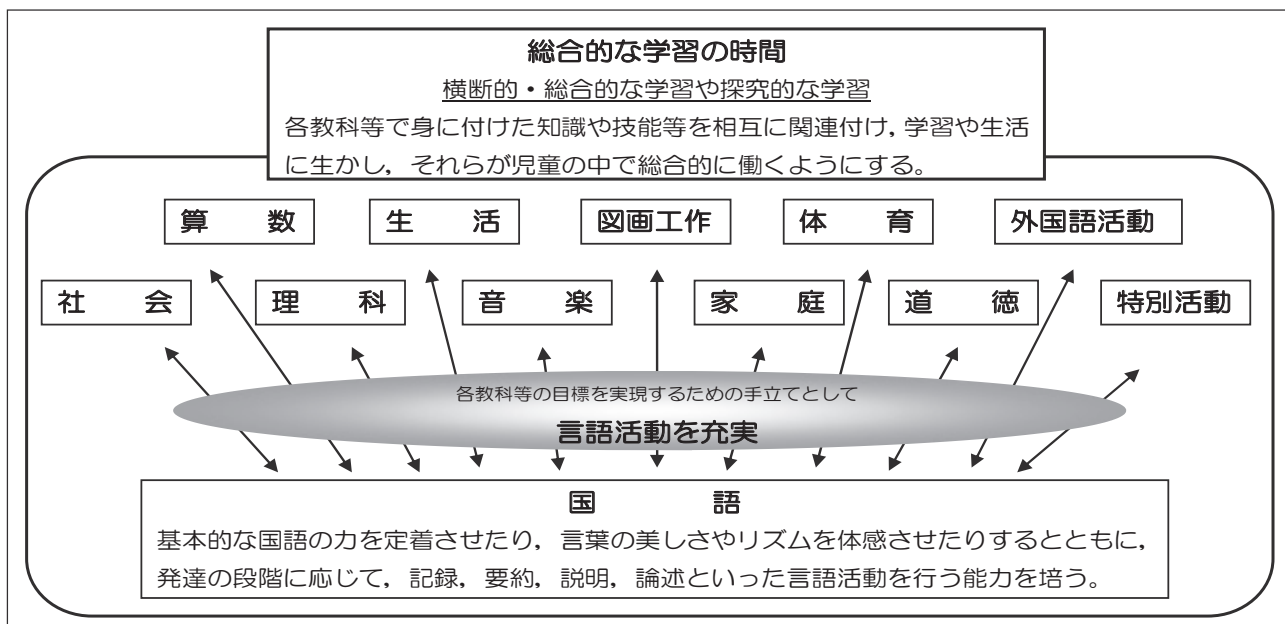 総合的な学習の時間
横断的・総合的な学習や探究的な学習
各教科等で身に付けた知識や技能等を相互に関連付け，学習や生活
に生かし，それらが児童の中で総合的に働くようにする。
算　数　生　活　図画工作　体　育　外国語活動
社　会　理　科　音　楽　家　庭　道　徳　特別活動
各教科等の目標を実現するための手立てとして
言語活動を充実
国　語
基本的な国語の力を定着させたり，言葉の美しさやリズムを体感させたりするとともに，
発達の段階に応じて，記録，要約，説明，論述といった言語活動を行う能力を培う。